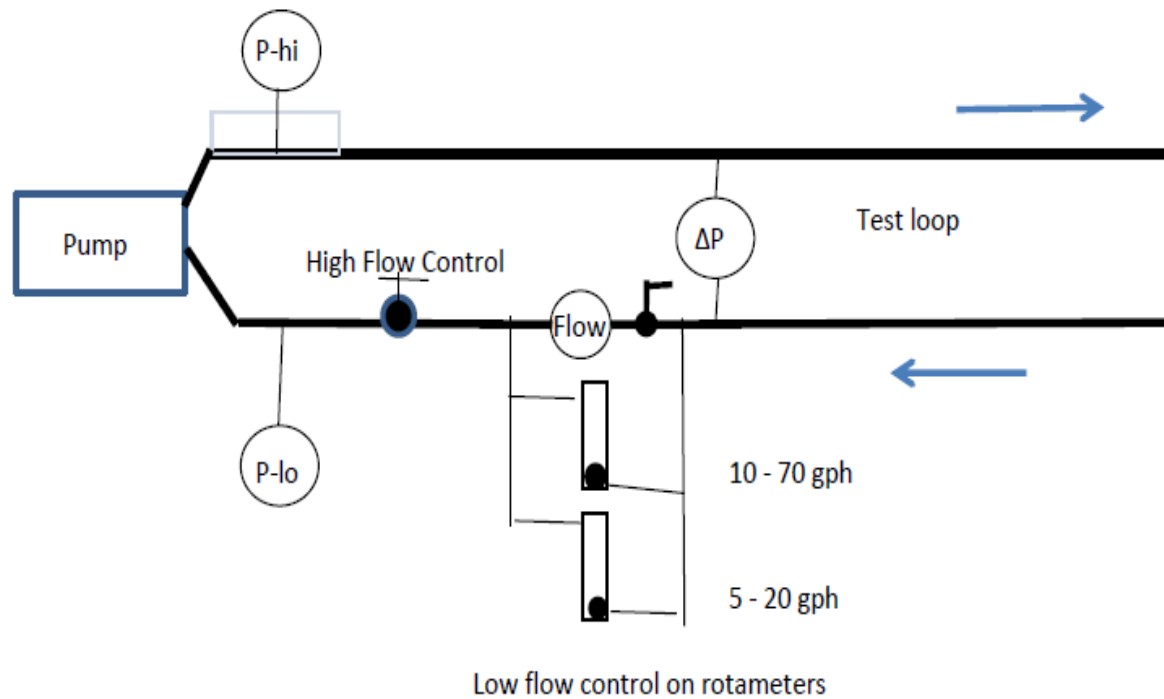 P-hi
Pump
ΔP
Test loop
High Flow Control
Flow
P-lo
10 - 70 gph
5 - 20 gph
Low flow control on rotameters